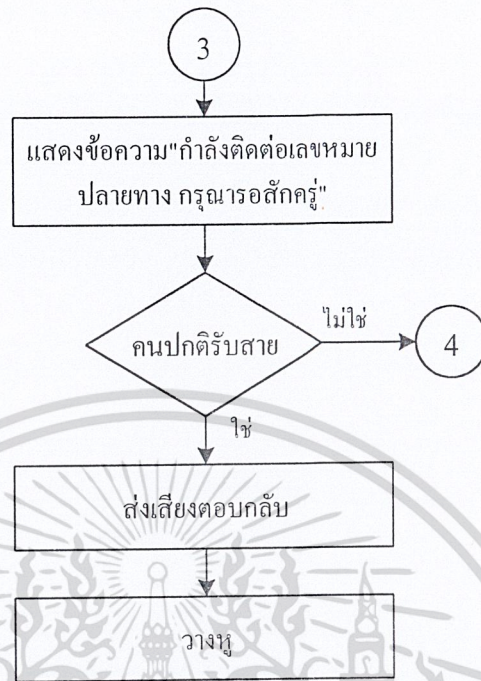 3
แสดงข้อความ"กำลังติดต่อเลขหมาย
ปลายทาง กรุณารอสักครู่"
คนปกติรับสาย
ไม่ใช่
4
ใช่
ส่งเสียงตอบกลับ
วางหู